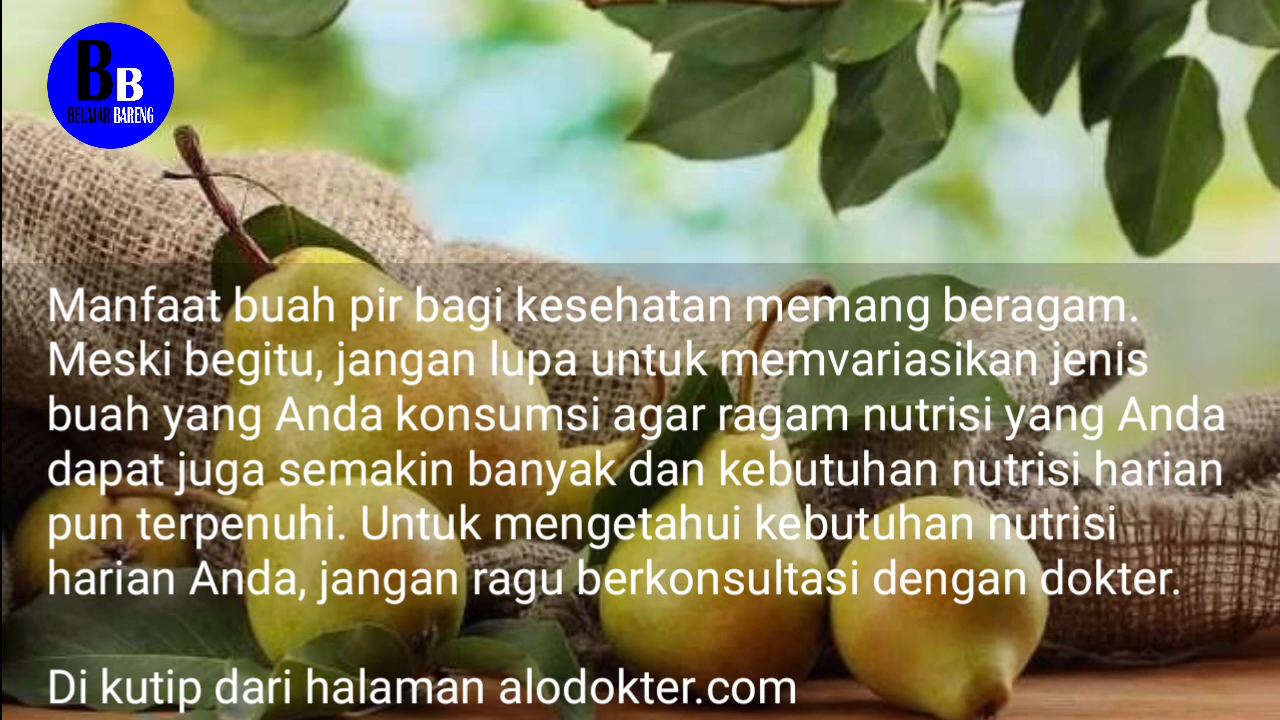 BB
BELAJAR BARENG
Manfaat buah pir bagi kesehatan memang beragam.
Meski begitu, jangan lupa untuk memvariasikan jenis
buah yang Anda konsumsi agar ragam nutrisi yang Anda
dapat juga semakin banyak dan kebutuhan nutrisi harian
pun terpenuhi. Untuk mengetahui kebutuhan nutrisi
harian Anda, jangan ragu berkonsultasi dengan dokter.
Di kutip dari halaman alodokter.com